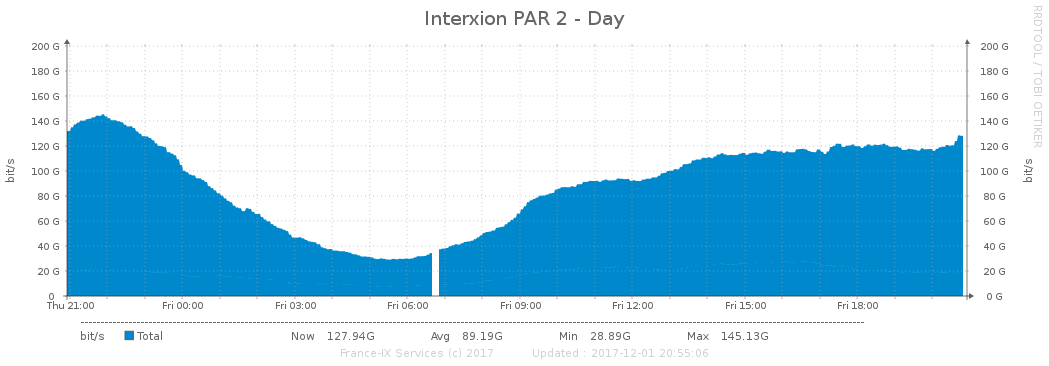 Interxion PAR 2 - Day
RRDTOOL / TOBI OETIKER
bit/s
200 G
180 G
160 G
140 G
120 G
100 G
80 G
60 G
40 G
20 G
0
200 G
180 G
160 G
140 G
120 G
100 G
80 G
60 G
40 G
20 G
0 G
bit/s
Thu 21:00 Fri 00:00 Fri 03:00 Fri 06:00 Fri 09:00 Fri 12:00 Fri 15:00 Fri 18:00
bit/s Total Now 127.94G Avg 89.19G Min 28.89G Max 145.13G
France-IX Services (c) 2017 Updated : 2017-12-01 20:55:06